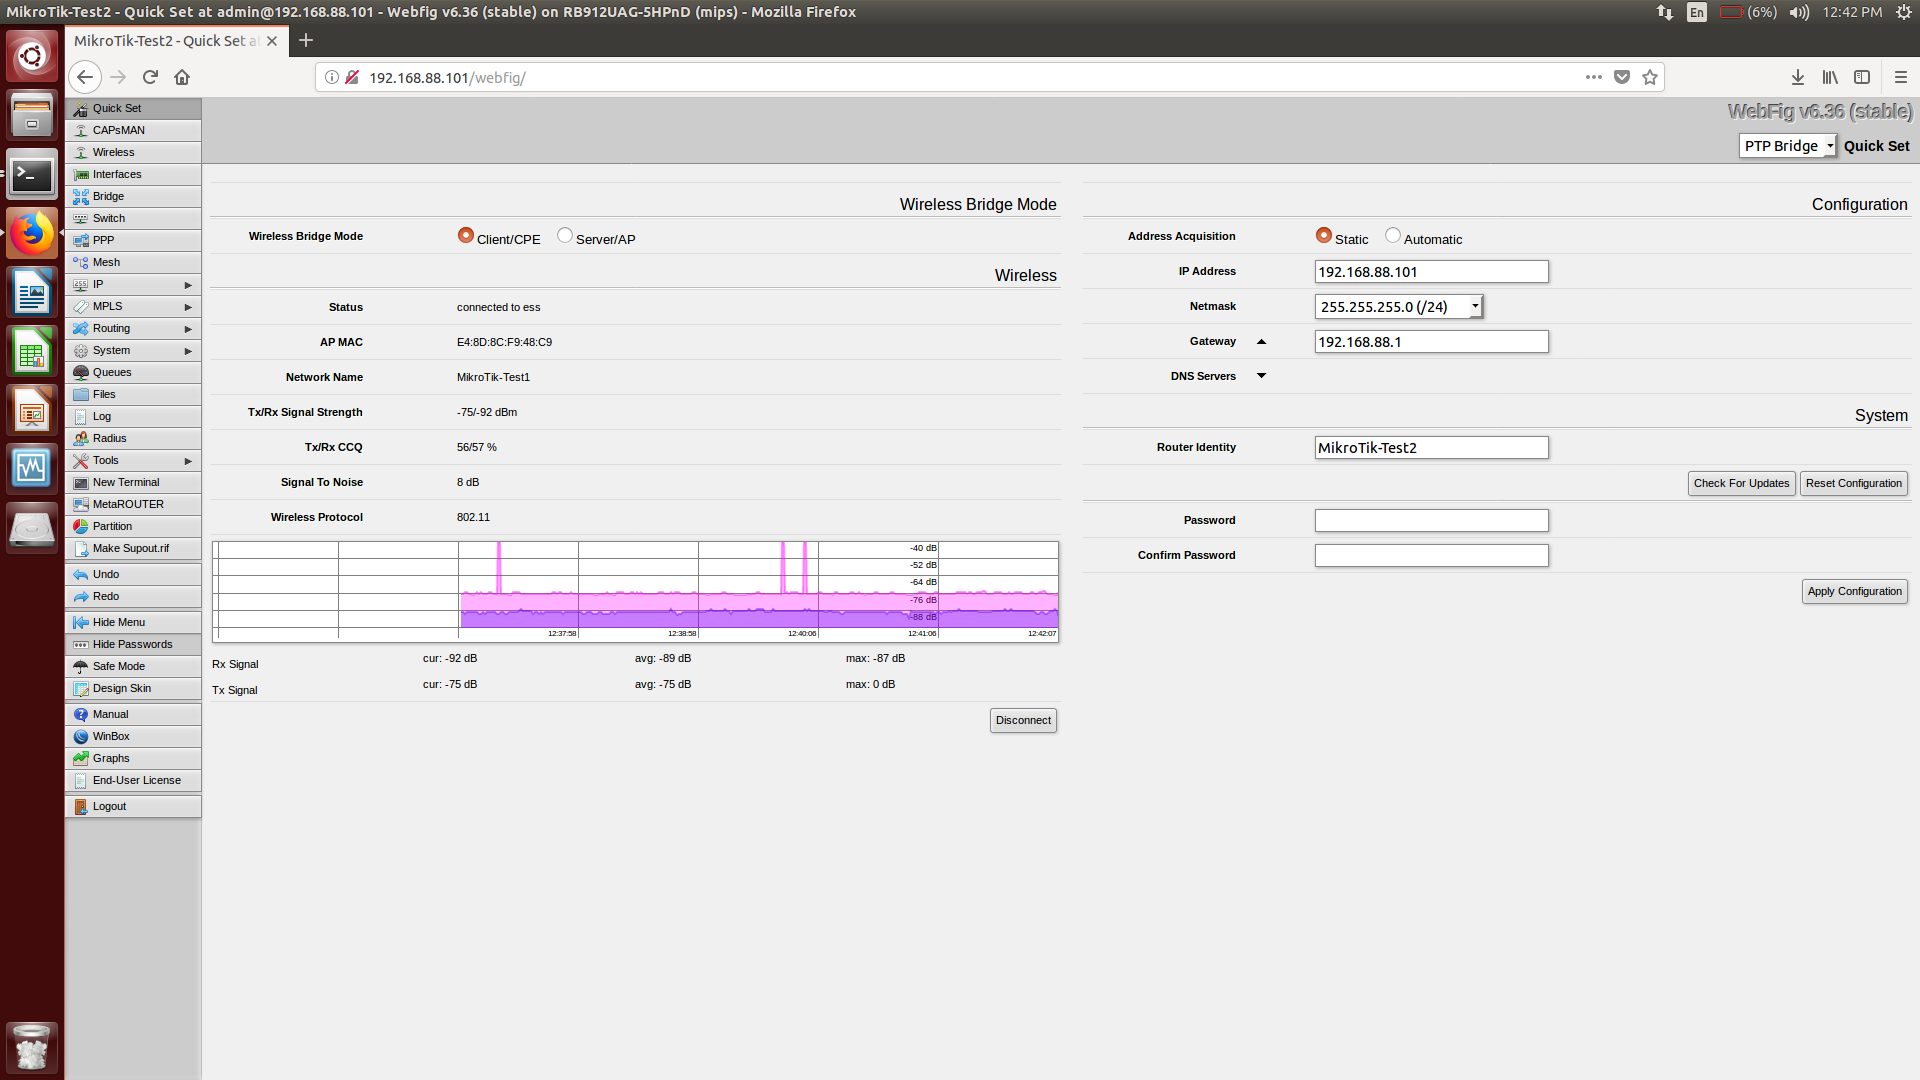 MikroTik-Test2 - Quick Set at admin@192.168.88.101 - Webfig v6.36 (stable) on RB912UAG-5HPnD (mips) - Mozilla Firefox
En (6%) 12:42 PM
MikroTik-Test2 - Quick Set a
192.168.88.101/webfig/
Quick Set
CAPsMAN
Wireless
Interfaces
Bridge
Switch
PPP
Mesh
IP
MPLS
Routing
System
Queues
Files
Log
Radius
Tools
New Terminal
MetaROUTER
Partition
Make Supout.rif
Undo
Redo
Hide Menu
Hide Passwords
Safe Mode
Design Skin
Manual
WinBox
Graphs
End-User License
Logout
WebFig v6.36 (stable)
PTP Bridge Quick Set
Wireless Bridge Mode
Wireless Bridge Mode Client/CPE Server/AP
Wireless
Status connected to ess
AP MAC E4:8D:8C:F9:48:C9
Network Name MikroTik-Test1
Tx/Rx Signal Strength -75/-92 dBm
Tx/Rx CCQ 56/57 %
Signal To Noise 8 dB
Wireless Protocol 802.11
-40 dB
-52 dB
-64 dB
-76 dB
-88 dB
12:37:58 12:38:58 12:40:06 12:41:06 12:42:07
Rx Signal cur: -92 dB avg: -89 dB max: -87 dB
Tx Signal cur: -75 dB avg: -75 dB max: 0 dB
Disconnect
Configuration
Address Acquisition Static Automatic
IP Address 192.168.88.101
Netmask 255.255.255.0 (/24)
Gateway 192.168.88.1
DNS Servers
System
Router Identity MikroTik-Test2
Check For Updates Reset Configuration
Password
Confirm Password
Apply Configuration